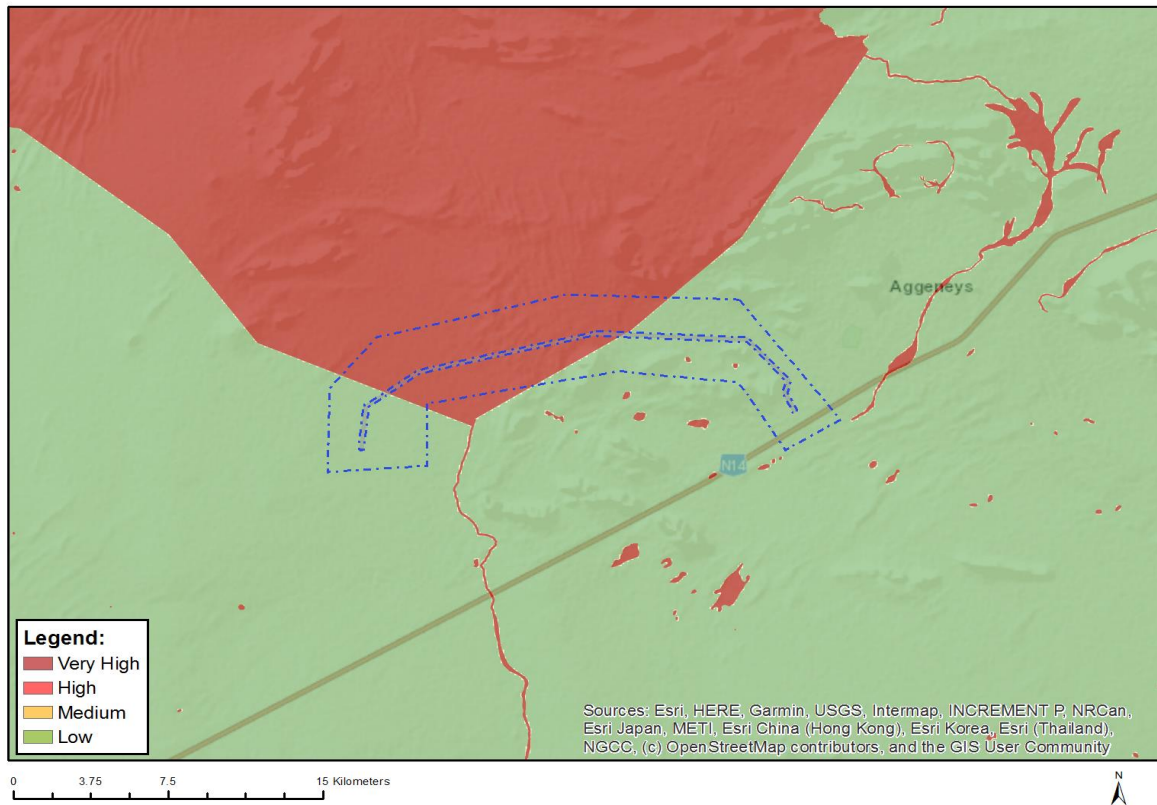 Aggeneys
N14
Legend:
Very High
High
Medium
Low
Sources: Esri, HERE, Garmin, USGS, Intermap, INCREMENT P, NRCan,
Esri Japan, METI, Esri China (Hong Kong), Esri Korea, Esri (Thailand),
NGCC, (c) OpenStreetMap contributors, and the GIS User Community
0 3.75 7.5 15 Kilometers
N